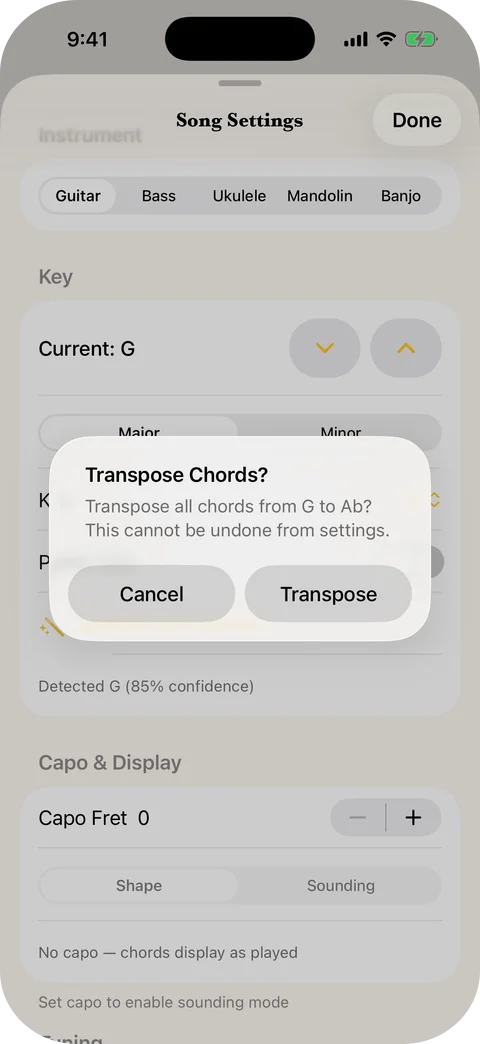 9:41
Instrument
Song Settings
Done
Guitar
Bass
Ukulele
Mandolin
Banjo
Key
Current: G
Major
Minor
K
Transpose Chords?
Transpose all chords from G to Ab?
This cannot be undone from settings.
P
Cancel
Transpose
Detected G (85% confidence)
Capo & Display
Capo Fret 0
Shape
Sounding
No capo — chords display as played
Set capo to enable sounding mode
Tuning